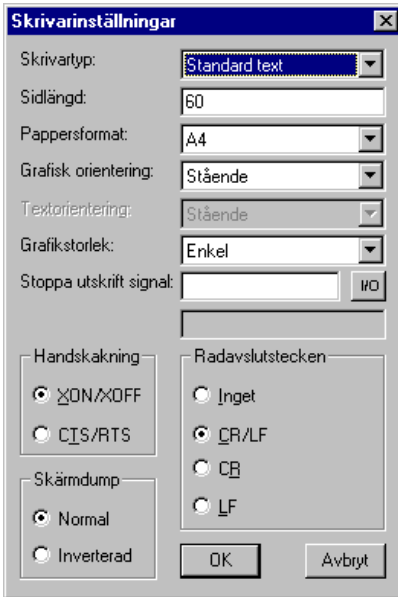 Skrivarinställningar
Skrivartyp: Standard text
Sidlängd: 60
Pappersformat: A4
Grafisk orientering: Stående
Textorientering: Stående
Grafikstorlek: Enkel
Stoppa utskrift signal: I/O
Handskakning
XON/XOFF
CTS/RTS
Skärmdump
Normal
Inverterad
Radavslutstecken
Inget
CR/LF
CR
LF
OK Avbryt